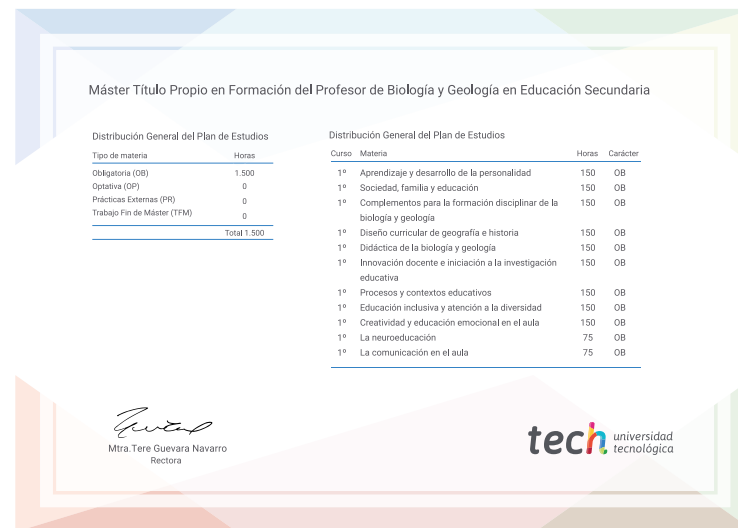 Máster Título Propio en Formación del Profesor de Biología y Geología en Educación Secundaria
Distribución General del Plan de Estudios
Tipo de materia Horas
Obligatoria (OB) 1.500
Optativa (OP) 0
Prácticas Externas (PR) 0
Trabajo Fin de Máster (TFM) 0
Total 1.500
Distribución General del Plan de Estudios
Curso Materia Horas Carácter
1º Aprendizaje y desarrollo de la personalidad 150 OB
1º Sociedad, familia y educación 150 OB
1º Complementos para la formación disciplinar de la 150 OB
biología y geología
1º Diseño curricular de geografía e historia 150 OB
1º Didáctica de la biología y geología 150 OB
1º Innovación docente e iniciación a la investigación 150 OB
educativa
1º Procesos y contextos educativos 150 OB
1º Educación inclusiva y atención a la diversidad 150 OB
1º Creatividad y educación emocional en el aula 150 OB
1º La neuroeducación 75 OB
1º La comunicación en el aula 75 OB
Mtra.Tere Guevara Navarro
Rectora
tech universidad
tecnológica